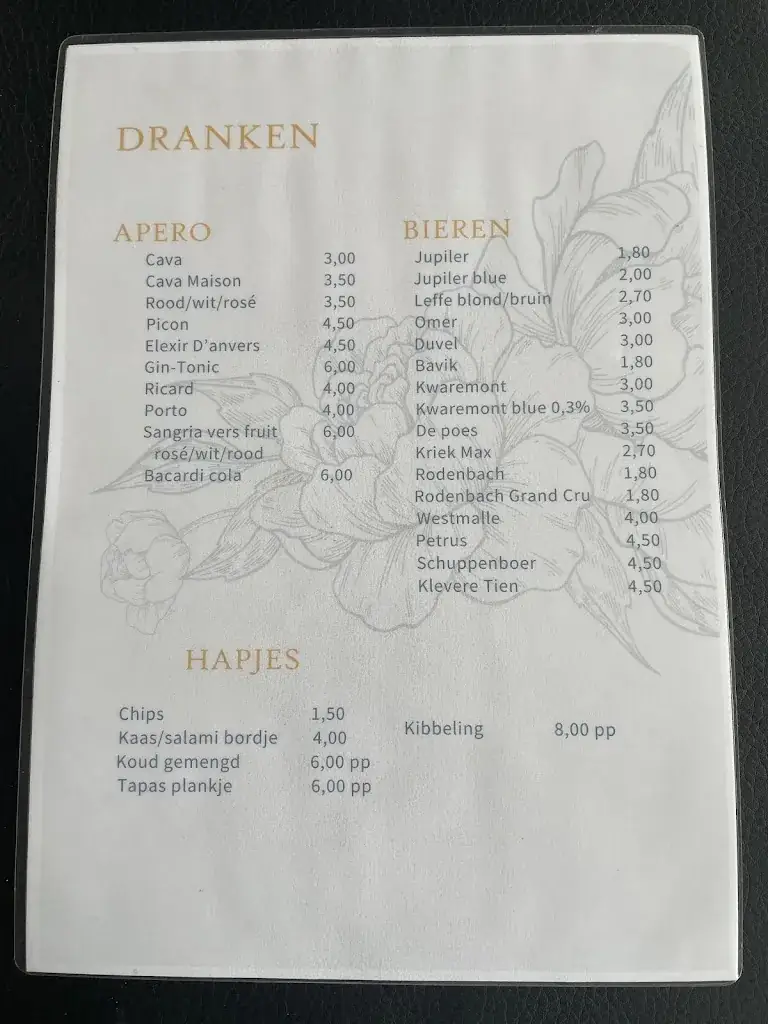 DRANKEN
APERO
Cava 3,00
Cava Maison 3,50
Rood/wit/rosé 3,50
Picon 4,50
Elexir D'anvers 4,50
Gin-Tonic 6,00
Ricard 4,00
Porto 4,00
Sangria vers fruit 6,00
rosé/wit/rood
Bacardi cola 6,00
BIEREN
Jupiler 1,80
Jupiler blue 2,00
Leffe blond/bruin 2,70
Omer 3,00
Duvel 3,00
Bavik 1,80
Kwaremont 3,00
Kwaremont blue 0,3% 3,50
De poes 3,50
Kriek Max 2,70
Rodenbach 1,80
Rodenbach Grand Cru 1,80
Westmalle 4,00
Petrus 4,50
Schuppenboer 4,50
Klevere Tien 4,50
HAPJES
Chips 1,50
Kaas/salami bordje 4,00
Koud gemengd 6,00 pp
Tapas plankje 6,00 pp
Kibbeling 8,00 pp